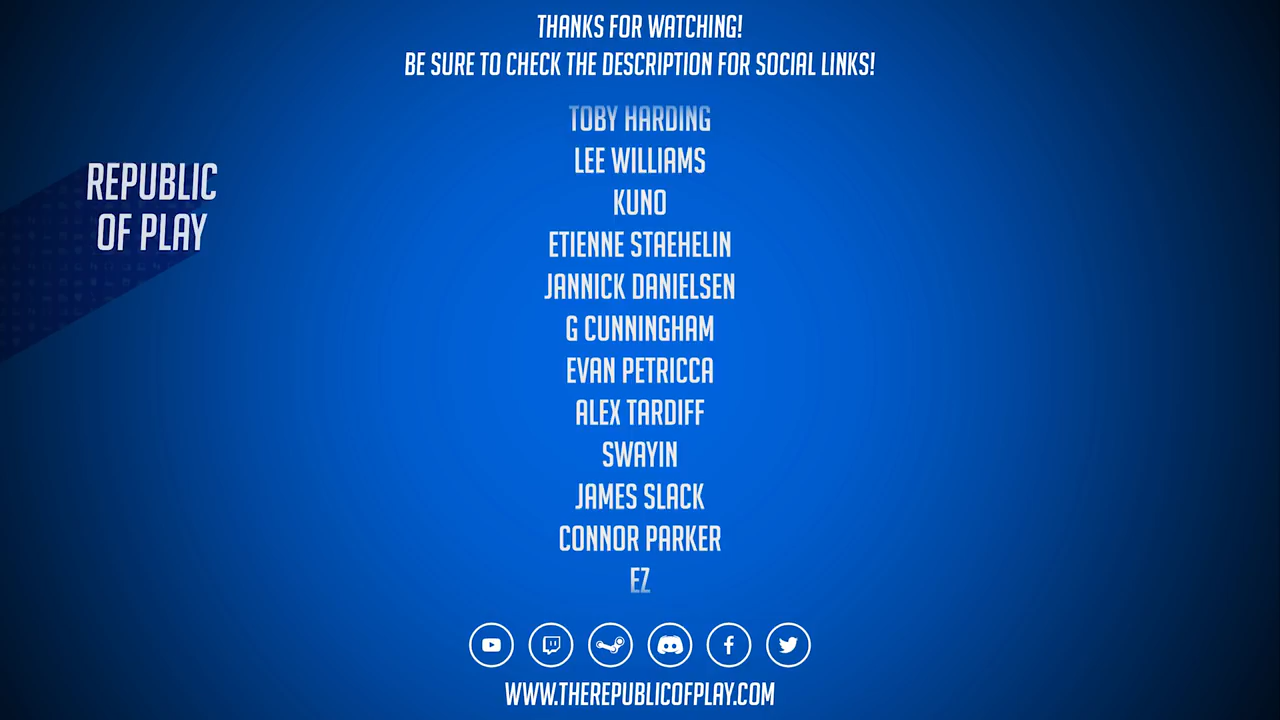 THANKS FOR WATCHING!
BE SURE TO CHECK THE DESCRIPTION FOR SOCIAL LINKS!
REPUBLIC
OF PLAY
TOBY HARDING
LEE WILLIAMS
KUNO
ETIENNE STAEHELIN
JANNICK DANIELSEN
G CUNNINGHAM
EVAN PETRICCA
ALEX TARDIFF
SWAYIN
JAMES SLACK
CONNOR PARKER
EZ
WWW.THEREPUBLICOFPLAY.COM